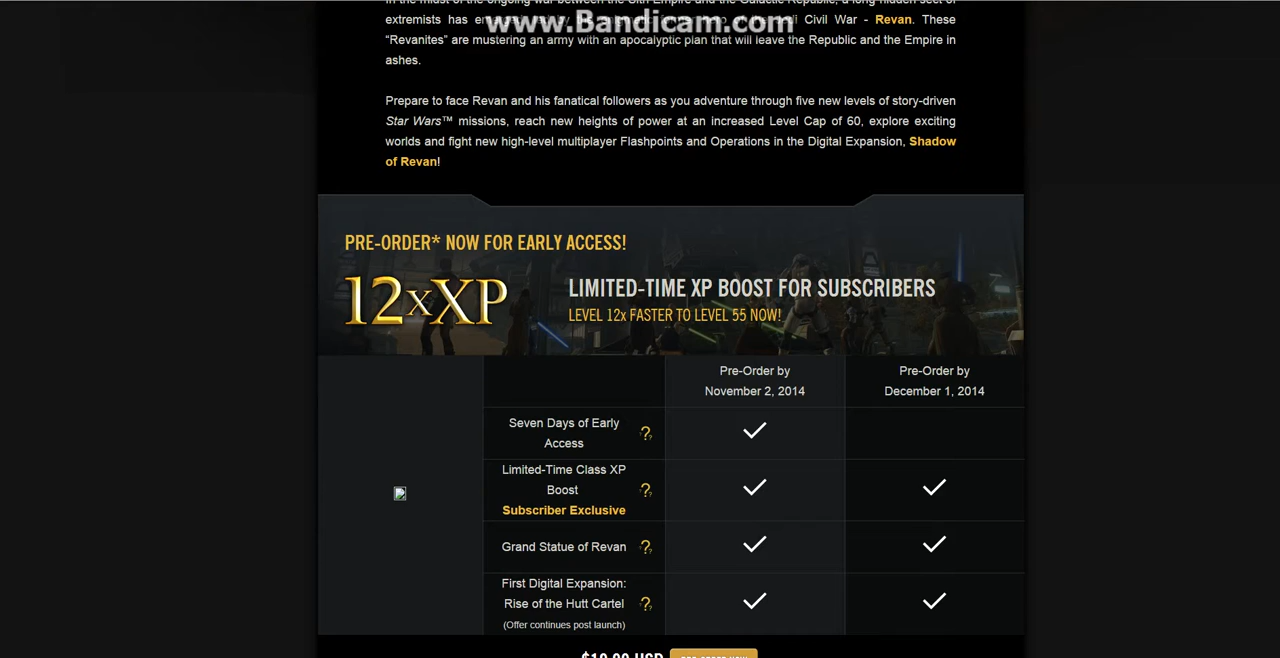 www.Bandicam.com
extremists has Civil War - Revan. These
“Revanites” are mustering an army with an apocalyptic plan that will leave the Republic and the Empire in
ashes.
Prepare to face Revan and his fanatical followers as you adventure through five new levels of story-driven
Star Wars™ missions, reach new heights of power at an increased Level Cap of 60, explore exciting
worlds and fight new high-level multiplayer Flashpoints and Operations in the Digital Expansion, Shadow
of Revan!
PRE-ORDER* NOW FOR EARLY ACCESS!
12xXP
LIMITED-TIME XP BOOST FOR SUBSCRIBERS
LEVEL 12x FASTER TO LEVEL 55 NOW!
Pre-Order by
November 2, 2014
Pre-Order by
December 1, 2014
Seven Days of Early
Access
Limited-Time Class XP
Boost
Subscriber Exclusive
Grand Statue of Revan
First Digital Expansion:
Rise of the Hutt Cartel
(Offer continues post launch)